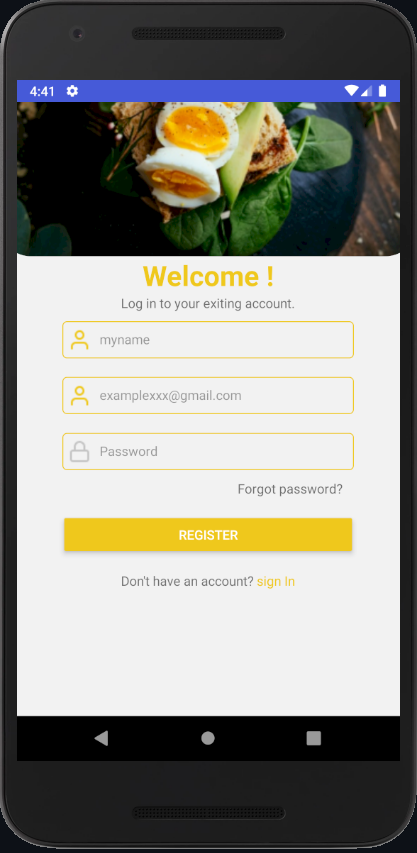 4:41
Welcome !
Log in to your exiting account.
myname
examplexxx@gmail.com
Password
Forgot password?
REGISTER
Don't have an account? sign In